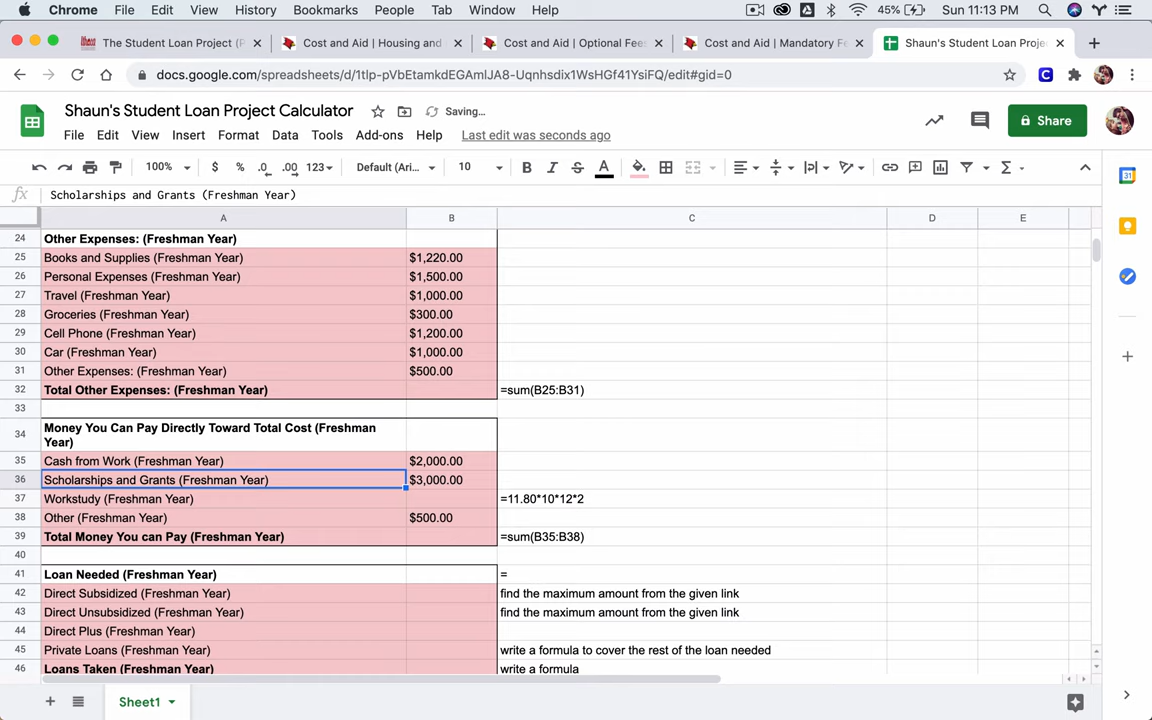 Chrome File Edit View History Bookmarks People Tab Window Help 45% Sun 11:13 PM
The Student Loan Project (P Cost and Aid | Housing and Cost and Aid | Optional Fees Cost and Aid | Mandatory Fe Shaun's Student Loan Projec
docs.google.com/spreadsheets/d/1tlp-pVbEtamkdEGAmlJA8-Uqnhsdix1WsHGf41YsiFQ/edit#gid=0
Shaun's Student Loan Project Calculator Saving...
Share
File Edit View Insert Format Data Tools Add-ons Help Last edit was seconds ago
100% $ % .0 .00 123 Default (Ari... 10 B I S A
fx Scholarships and Grants (Freshman Year)
A B C D E
24 Other Expenses: (Freshman Year)
25 Books and Supplies (Freshman Year) $1,220.00
26 Personal Expenses (Freshman Year) $1,500.00
27 Travel (Freshman Year) $1,000.00
28 Groceries (Freshman Year) $300.00
29 Cell Phone (Freshman Year) $1,200.00
30 Car (Freshman Year) $1,000.00
31 Other Expenses: (Freshman Year) $500.00
32 Total Other Expenses: (Freshman Year) =sum(B25:B31)
33
34 Money You Can Pay Directly Toward Total Cost (Freshman
Year)
35 Cash from Work (Freshman Year) $2,000.00
36 Scholarships and Grants (Freshman Year) $3,000.00
37 Workstudy (Freshman Year) =11.80*10*12*2
38 Other (Freshman Year) $500.00
39 Total Money You can Pay (Freshman Year) =sum(B35:B38)
40
41 Loan Needed (Freshman Year) =
42 Direct Subsidized (Freshman Year) find the maximum amount from the given link
43 Direct Unsubsidized (Freshman Year) find the maximum amount from the given link
44 Direct Plus (Freshman Year)
45 Private Loans (Freshman Year) write a formula to cover the rest of the loan needed
46 Loans Taken (Freshman Year) write a formula
Sheet1